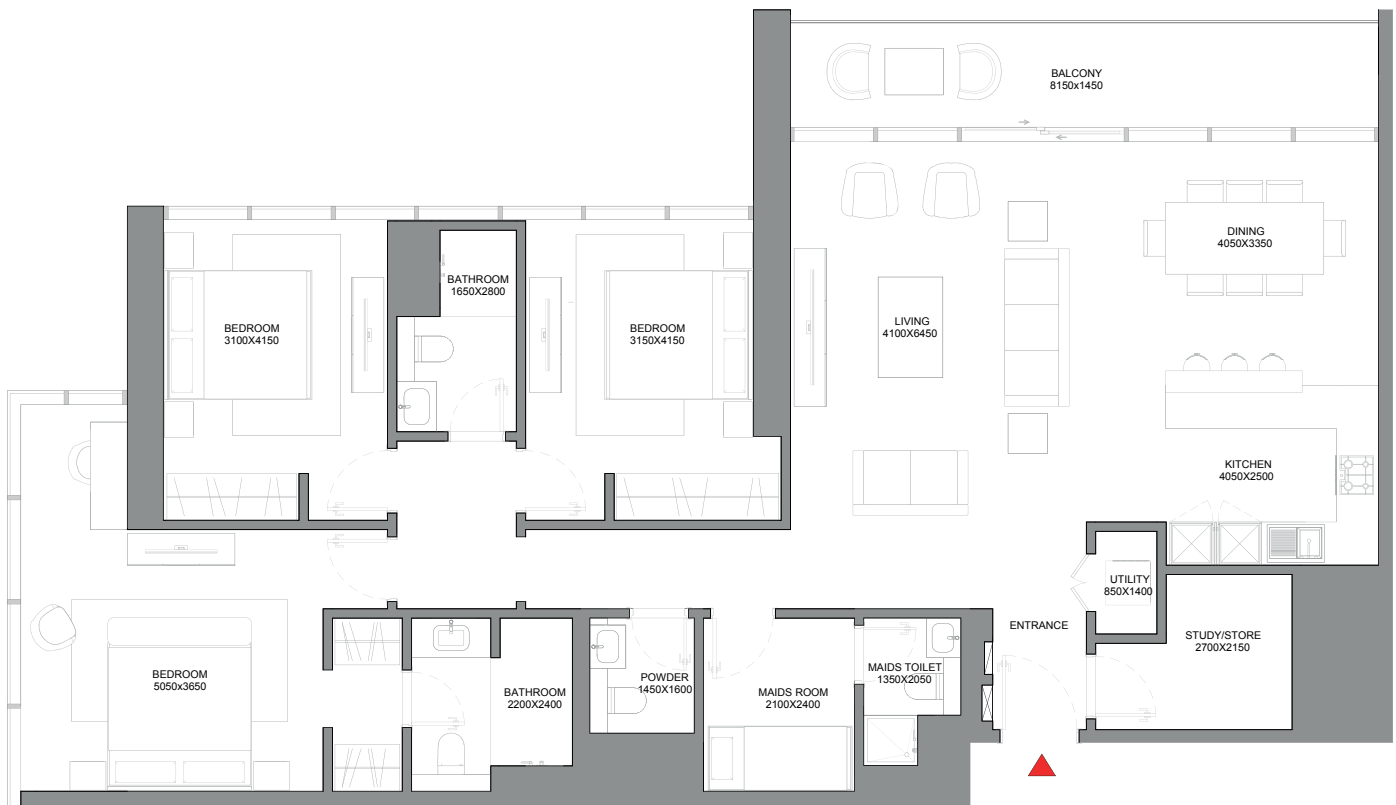 BALCONY
8150x1450
DINING
4050X3350
BATHROOM
1650X2800
BEDROOM
3100X4150
BEDROOM
3150X4150
LIVING
4100X6450
KITCHEN
4050X2500
UTILITY
850X1400
ENTRANCE
STUDY/STORE
2700X2150
BEDROOM
5050x3650
BATHROOM
2200X2400
POWDER
1450X1600
MAIDS ROOM
2100X2400
MAIDS TOILET
1350X2050